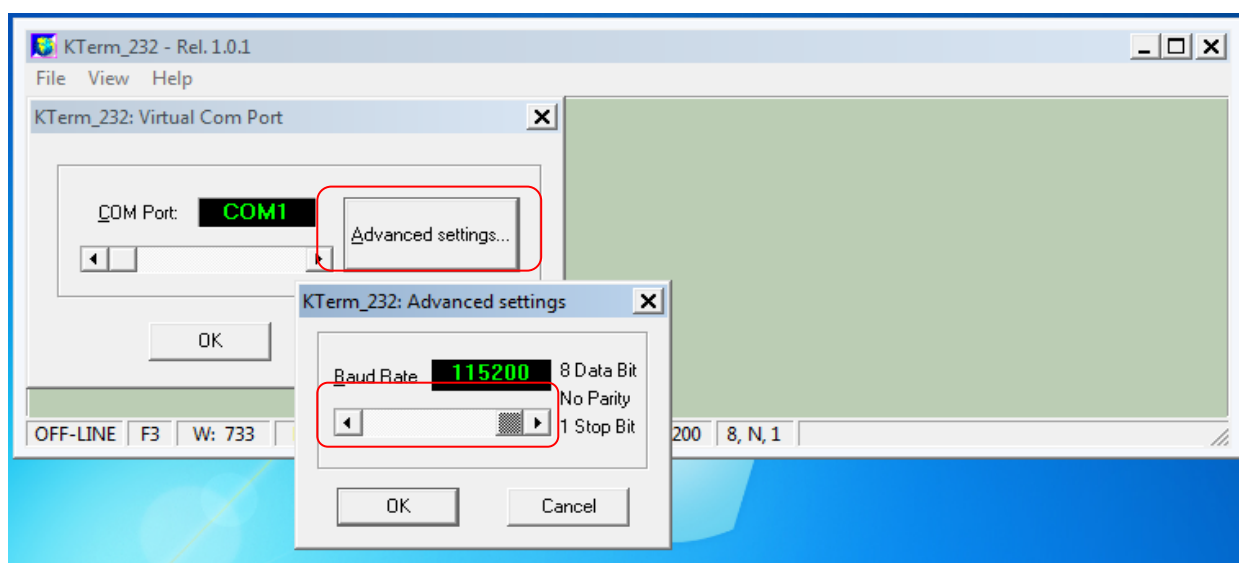 KTerm_232 - Rel. 1.0.1
File View Help
KTerm_232: Virtual Com Port
COM Port: COM1
Advanced settings...
OK
KTerm_232: Advanced settings
Baud Rate 115200
8 Data Bit
No Parity
1 Stop Bit
OK Cancel
OFF-LINE F3 W: 733 200 8, N, 1